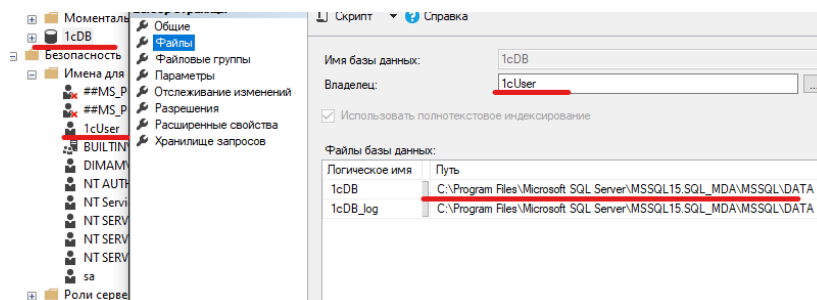 Моменталь
1cDB
Безопасность
Имена для
##MS_P
##MS_P
1cUser
BUILTIN
DIMAM
NT AUTH
NT Servi
NT SERV
NT SERV
NT SERV
sa
Роли серве
Общие
Файлы
Файловые группы
Параметры
Отслеживание изменений
Разрешения
Расширенные свойства
Хранилище запросов
Скрипт Справка
Имя базы данных: 1cDB
Владелец: 1cUser ...
Использовать полнотекстовое индексирование
Файлы базы данных:
Логическое имя Путь
1cDB C:\Program Files\Microsoft SQL Server\MSSQL15.SQL_MDA\MSSQL\DATA
1cDB_log C:\Program Files\Microsoft SQL Server\MSSQL15.SQL_MDA\MSSQL\DATA